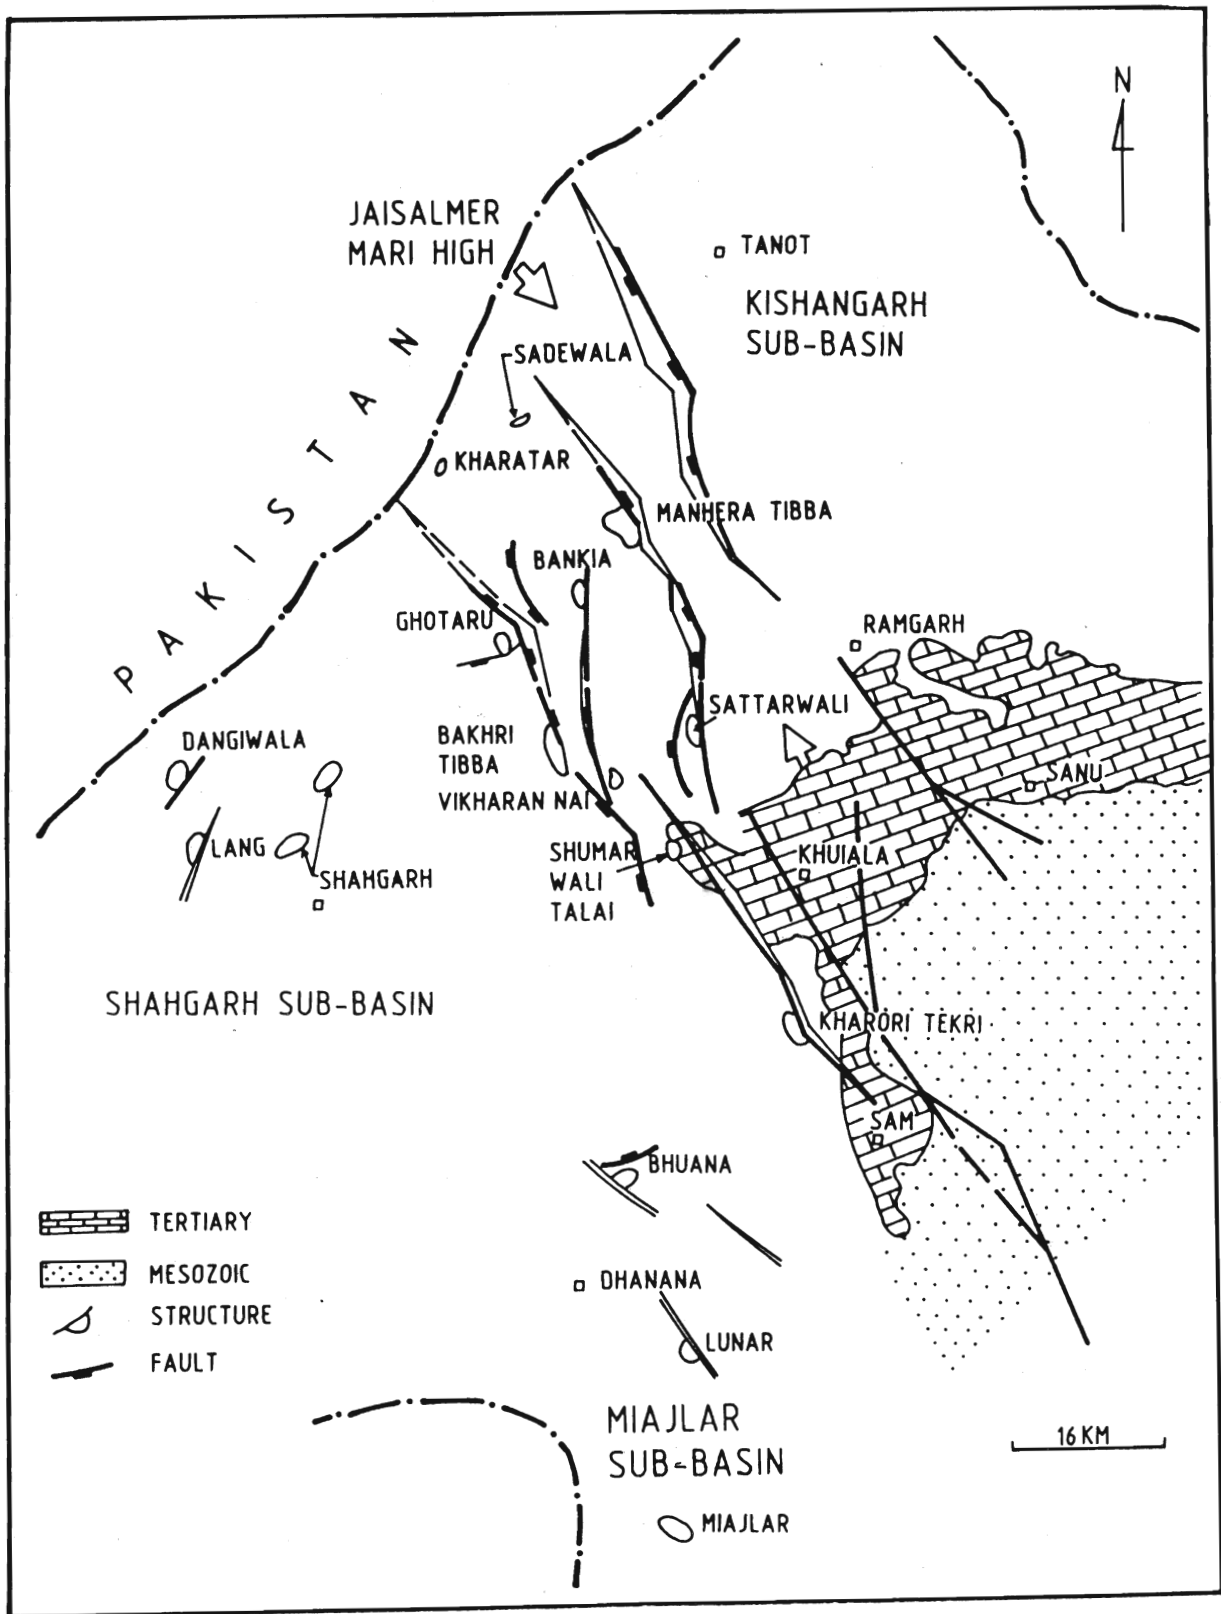 N
JAISALMER
MARI HIGH
TANOT
KISHANGARH
SUB-BASIN
PAKISTAN
SADEWALA
KHARATAR
MANHERA TIBBA
BANKIA
GHOTARU
RAMGARH
SATTARWALI
BAKHRI
TIBBA
DANGIWALA
SANU
VIKHARAN NAI
LANG
SHUMAR
WALI
TALAI
KHUIALA
SHAHGARH
SHAHGARH SUB-BASIN
KHARORI TEKRI
SAM
BHUANA
TERTIARY
MESOZOIC
DHANANA
STRUCTURE
LUNAR
FAULT
MIAJLAR
SUB-BASIN
16 KM
MIAJLAR